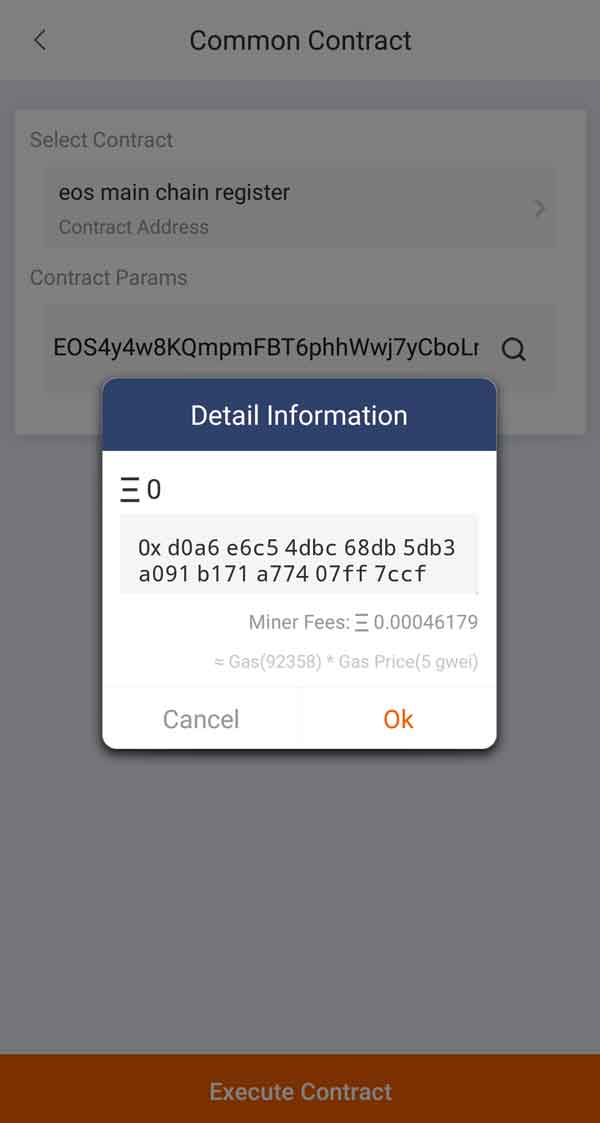 Common Contract
Select Contract
eos main chain register
Contract Address
Contract Params
EOS4y4w8KQmpmFBT6phhWwj7yCboLr
Detail Information
Ξ 0
0x d0a6 e6c5 4dbc 68db 5db3
a091 b171 a774 07ff 7ccf
Miner Fees: Ξ 0.00046179
≈ Gas(92358) * Gas Price(5 gwei)
Cancel
Ok
Execute Contract